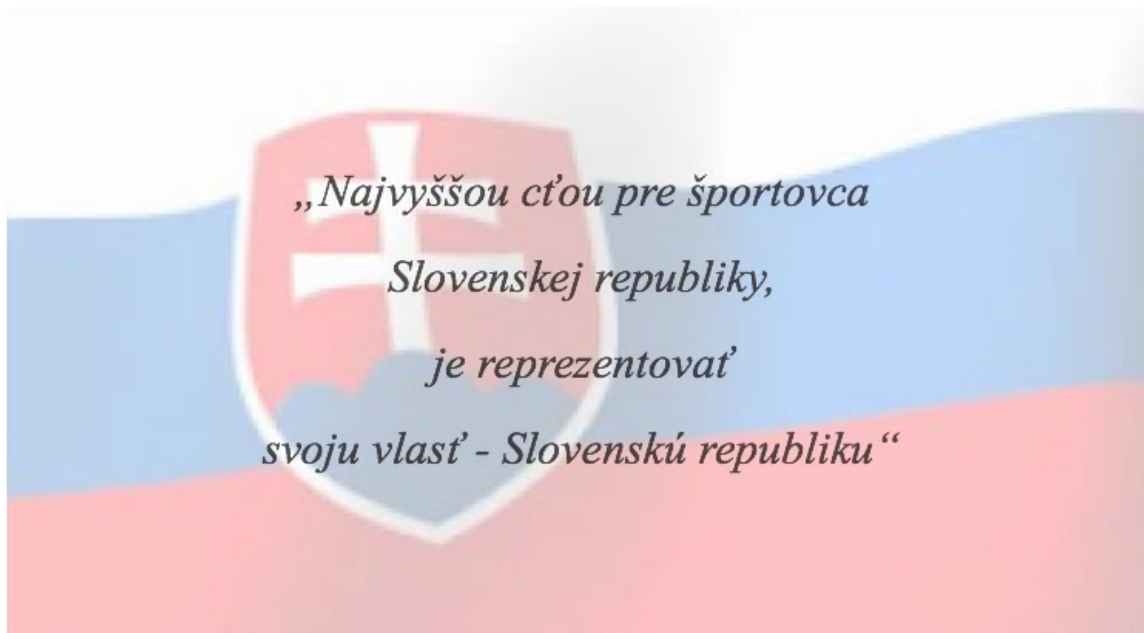 „Najvyššou cťou pre športovca
Slovenskej republiky,
je reprezentovať
svoju vlasť - Slovenskú republiku“